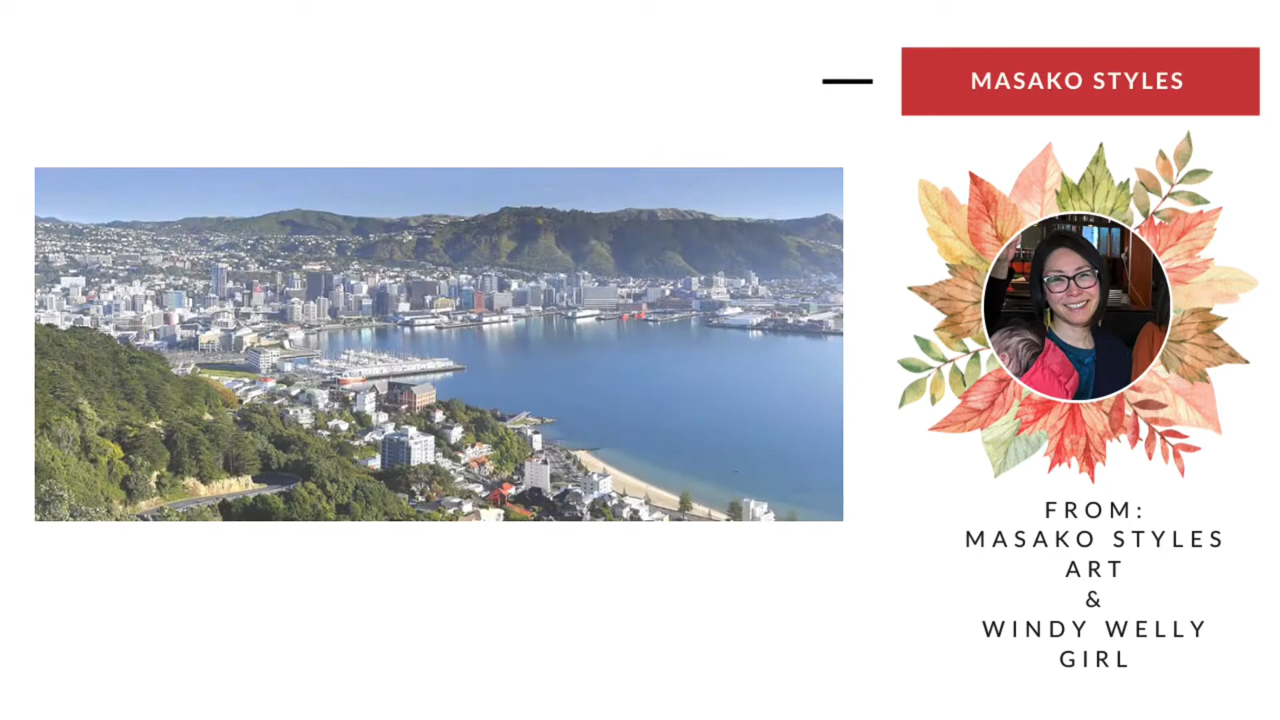 MASAKO STYLES
FROM:
MASAKO STYLES
ART
&
WINDY WELLY
GIRL